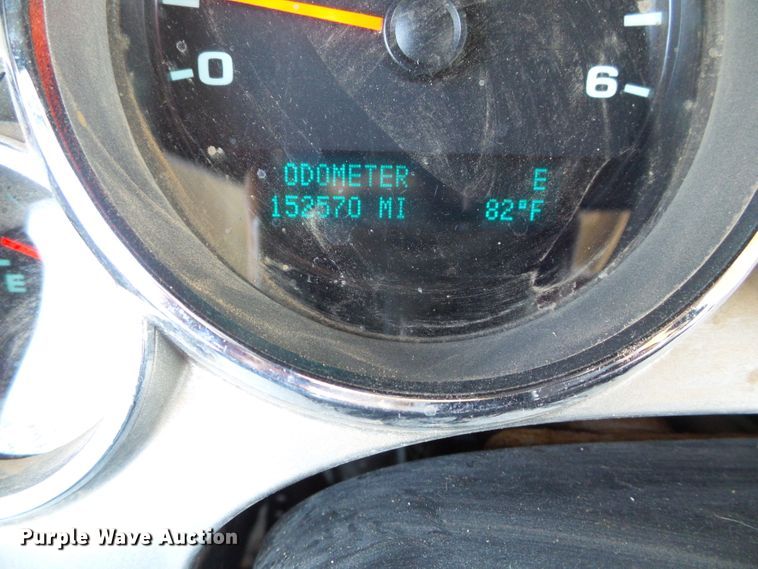 0 6
ODOMETER E
152570 MI 82°F
E
Purple Wave Auction